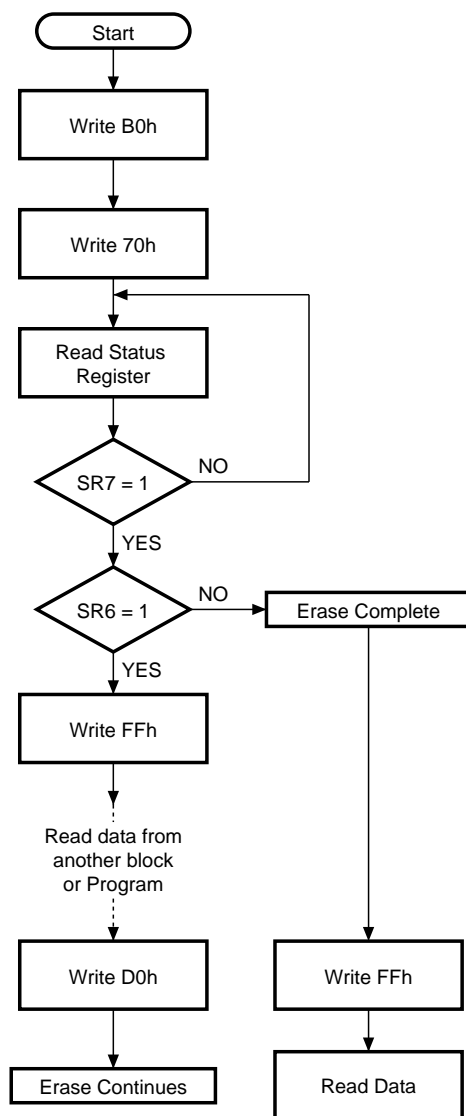 Start
Write B0h
Write 70h
Read Status
Register
NO
SR7 = 1
YES
NO
SR6 = 1
Erase Complete
YES
Write FFh
Read data from
another block
or Program
Write D0h
Write FFh
Erase Continues
Read Data